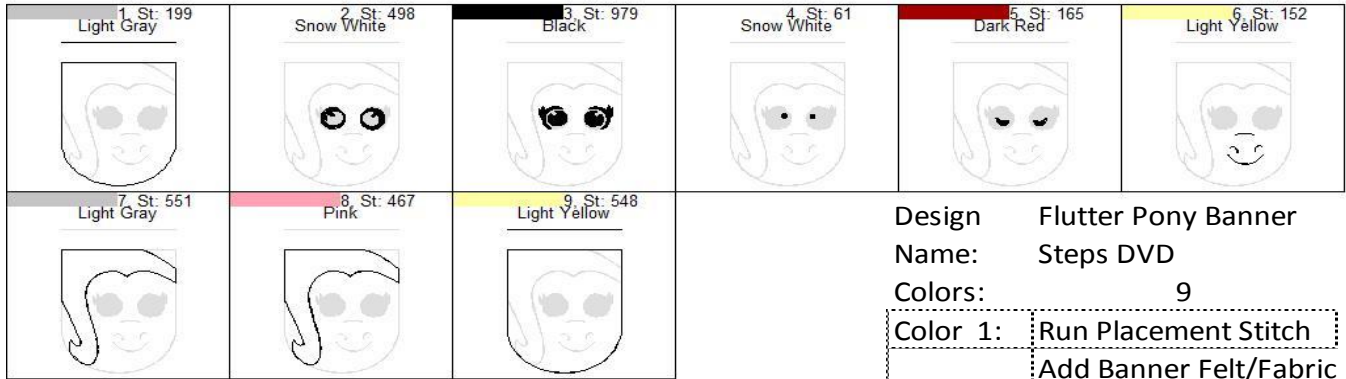 1, St: 199
Light Gray
2, St: 498
Snow White
3, St: 979
Black
4, St: 61
Snow White
5, St: 165
Dark Red
6, St: 152
Light Yellow
7, St: 551
Light Gray
8, St: 467
Pink
9, St: 548
Light Yellow
Design Flutter Pony Banner
Name: Steps DVD
Colors: 9
Color 1: Run Placement Stitch
Add Banner Felt/Fabric